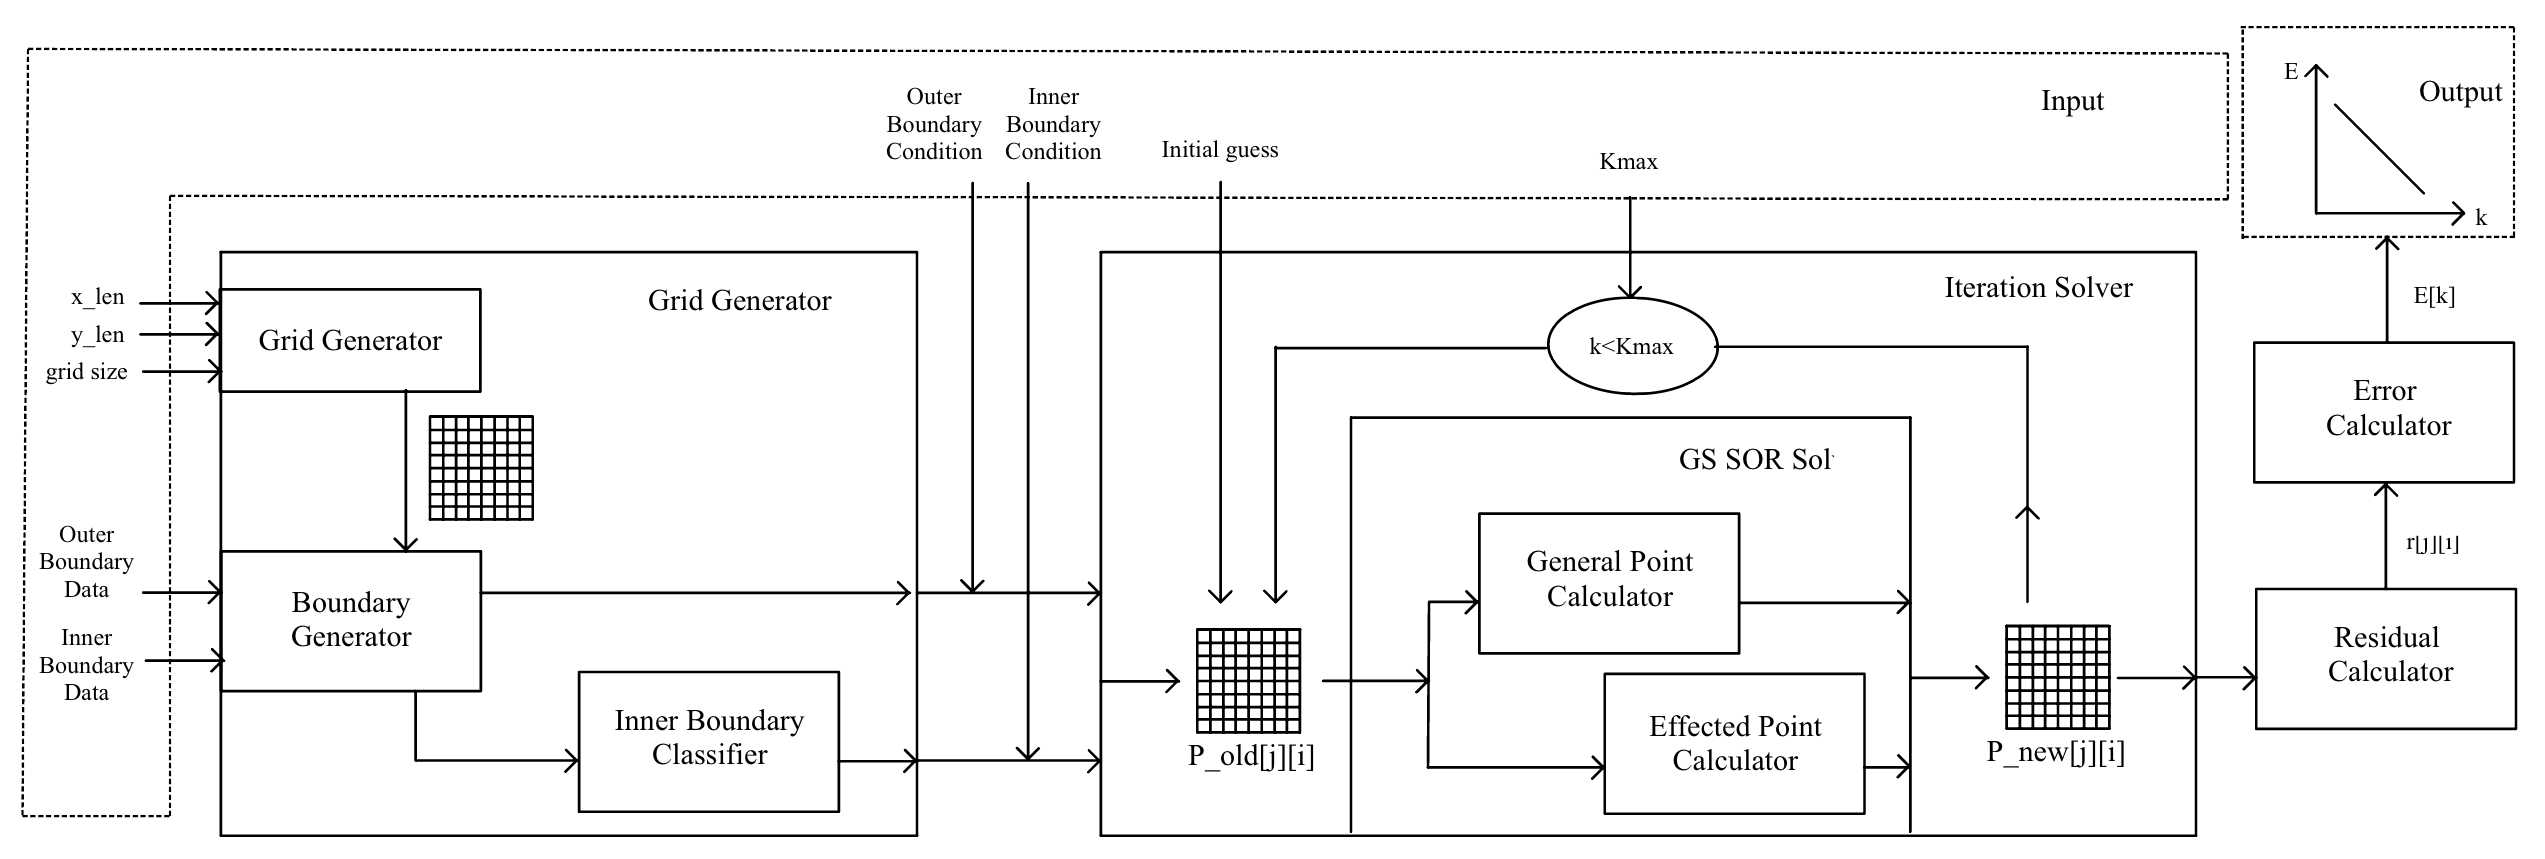 Outer
Boundary
Condition
Inner
Boundary
Condition
Initial guess
Kmax
Input
E
Output
k
x_len
y_len
grid size
Grid Generator
Grid Generator
Iteration Solver
k<Kmax
E[k]
Error
Calculator
GS SOR Sol
Outer
Boundary
Data
Inner
Boundary
Data
Boundary
Generator
Inner Boundary
Classifier
General Point
Calculator
Effected Point
Calculator
P_old[j][i]
P_new[j][i]
r[j][i]
Residual
Calculator